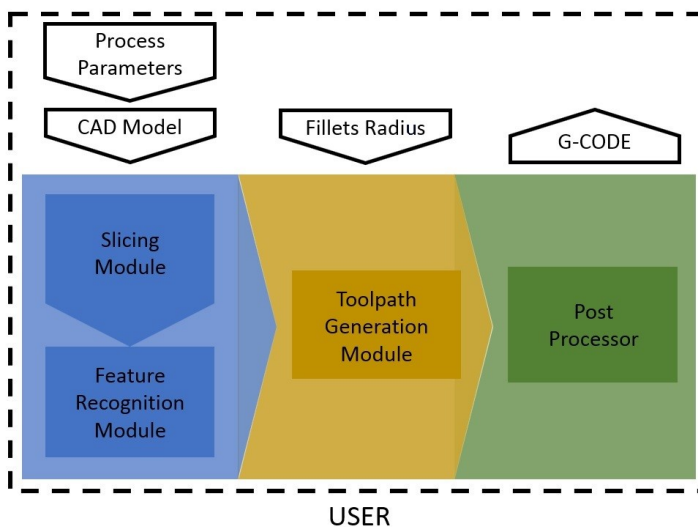 Process
Parameters
CAD Model
Fillets Radius
G-CODE
Slicing
Module
Feature
Recognition
Module
Toolpath
Generation
Module
Post
Processor
USER